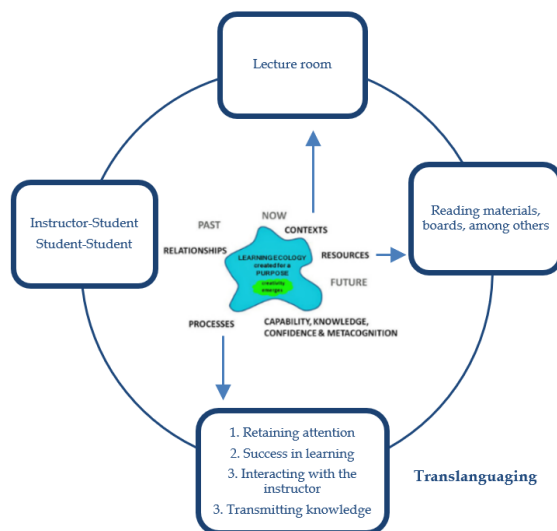 Lecture room
Instructor-Student
Student-Student
Reading materials,
boards, among others
PAST
NOW
CONTEXTS
RELATIONSHIPS
LEARNING ECOLOGY
created for a
PURPOSE
creativity
emerges
RESOURCES
FUTURE
PROCESSES
CAPABILITY, KNOWLEDGE,
CONFIDENCE & METACOGNITION
1. Retaining attention
2. Success in learning
3. Interacting with the
instructor
3. Transmitting knowledge
Translanguaging